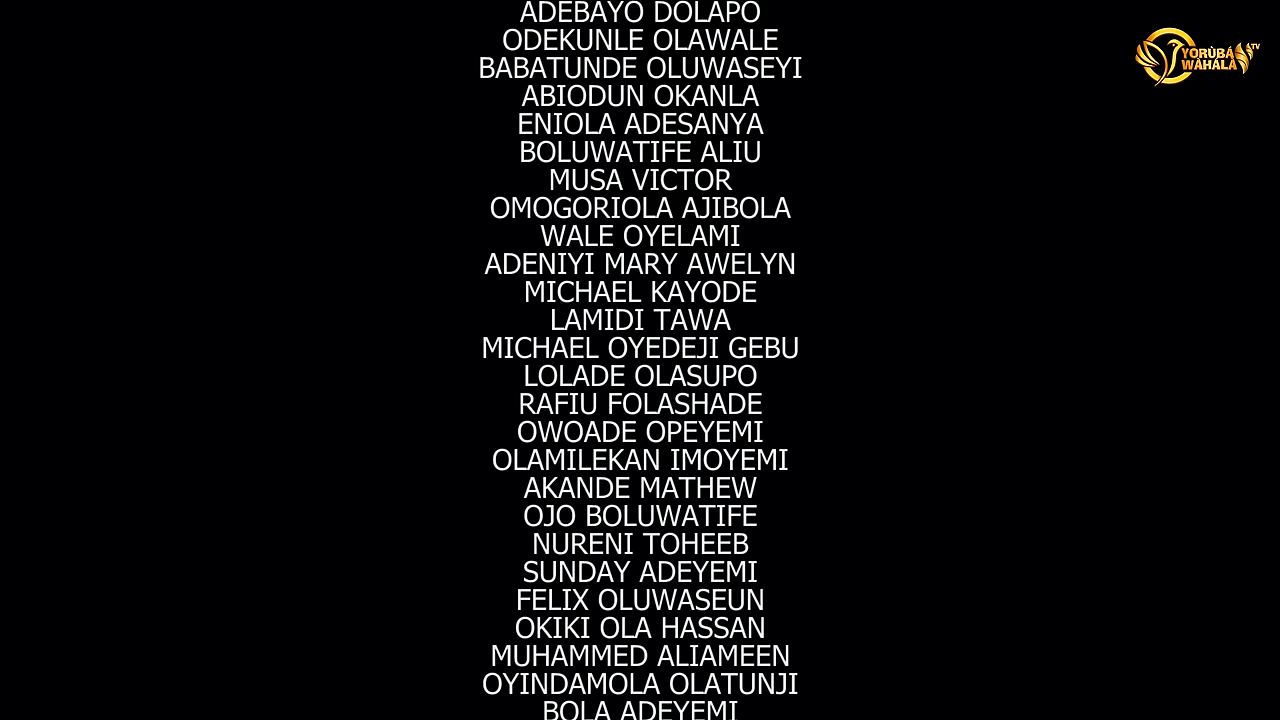 ADEBAYO DOLAPO
ODEKUNLE OLAWALE
BABATUNDE OLUWASEYI
ABIODUN OKANLA
ENIOLA ADESANYA
BOLUWATIFE ALIU
MUSA VICTOR
OMOGORIOLA AJIBOLA
WALE OYELAMI
ADENIYI MARY AWELYN
MICHAEL KAYODE
LAMIDI TAWA
MICHAEL OYEDEJI GEBU
LOLADE OLASUPO
RAFIU FOLASHADE
OWOADE OPEYEMI
OLAMILEKAN IMOYEMI
AKANDE MATHEW
OJO BOLUWATIFE
NURENI TOHEEB
SUNDAY ADEYEMI
FELIX OLUWASEUN
OKIKI OLA HASSAN
MUHAMMED ALIAMEEN
OYINDAMOLA OLATUNJI
BOLA ADEYEMI
YORÙBÁ TV
WAHALA